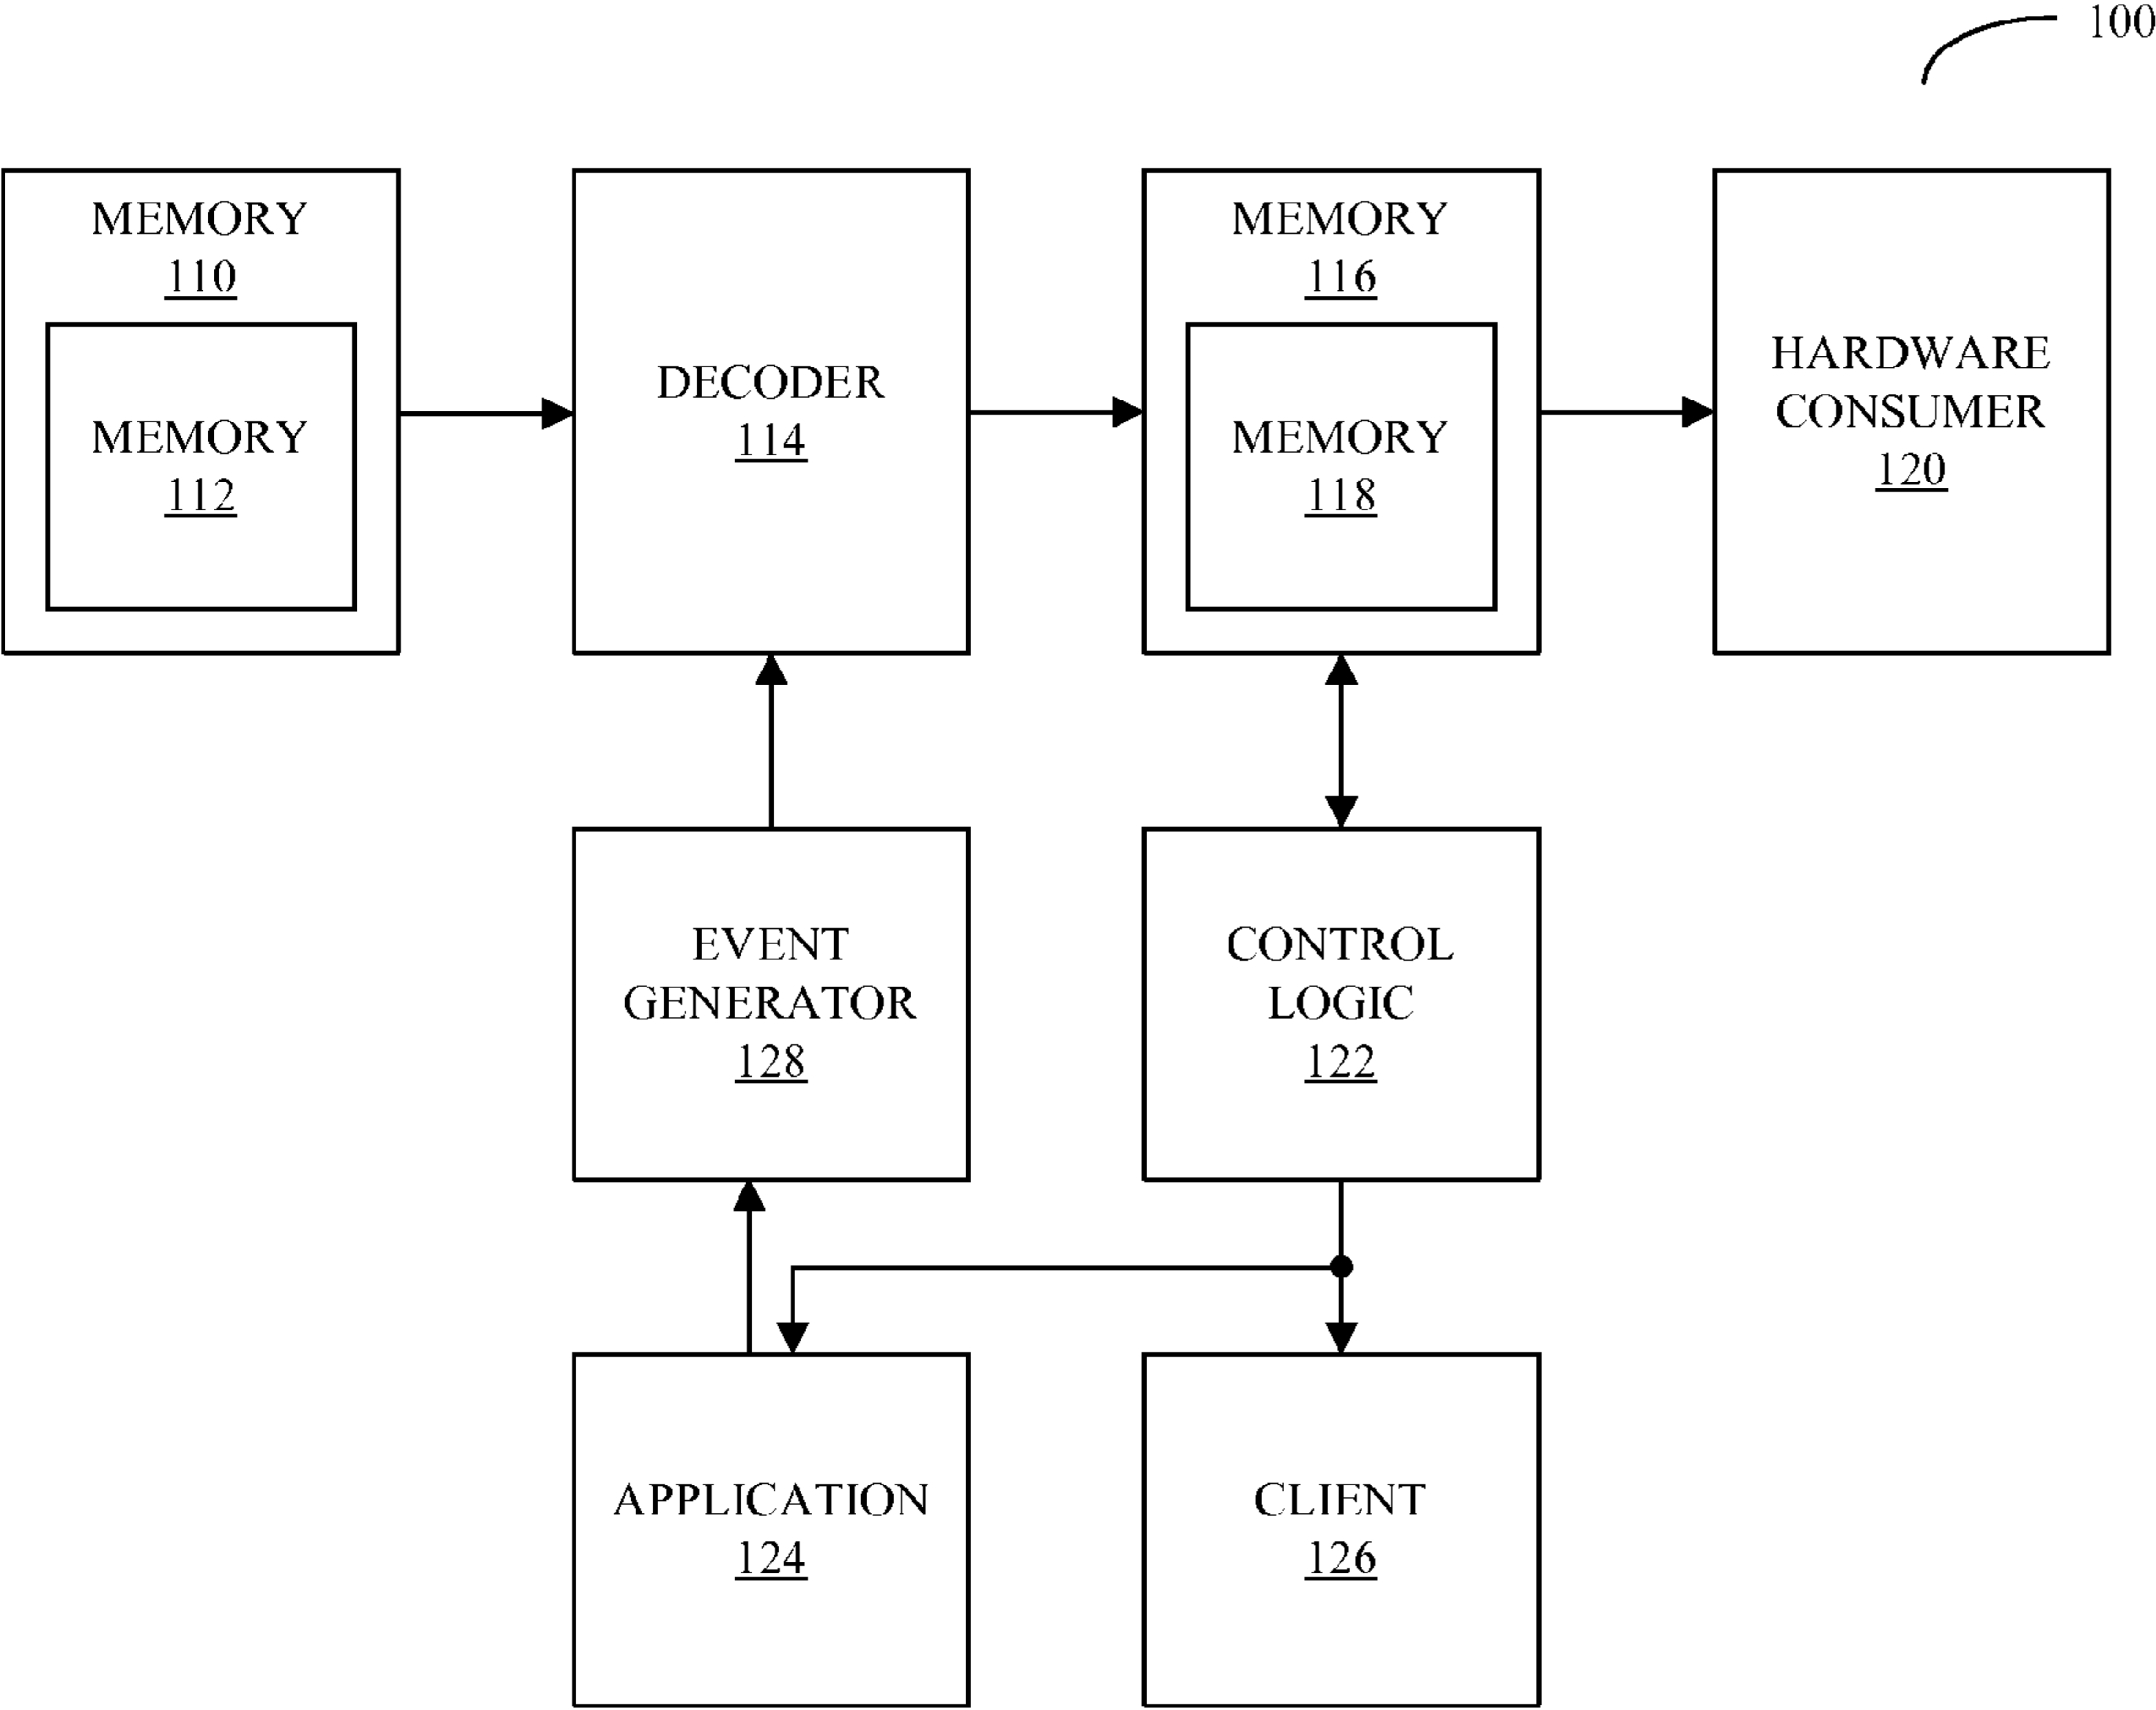 100
MEMORY
110
MEMORY
112
DECODER
114
MEMORY
116
MEMORY
118
HARDWARE
CONSUMER
120
EVENT
GENERATOR
128
CONTROL
LOGIC
122
APPLICATION
124
CLIENT
126